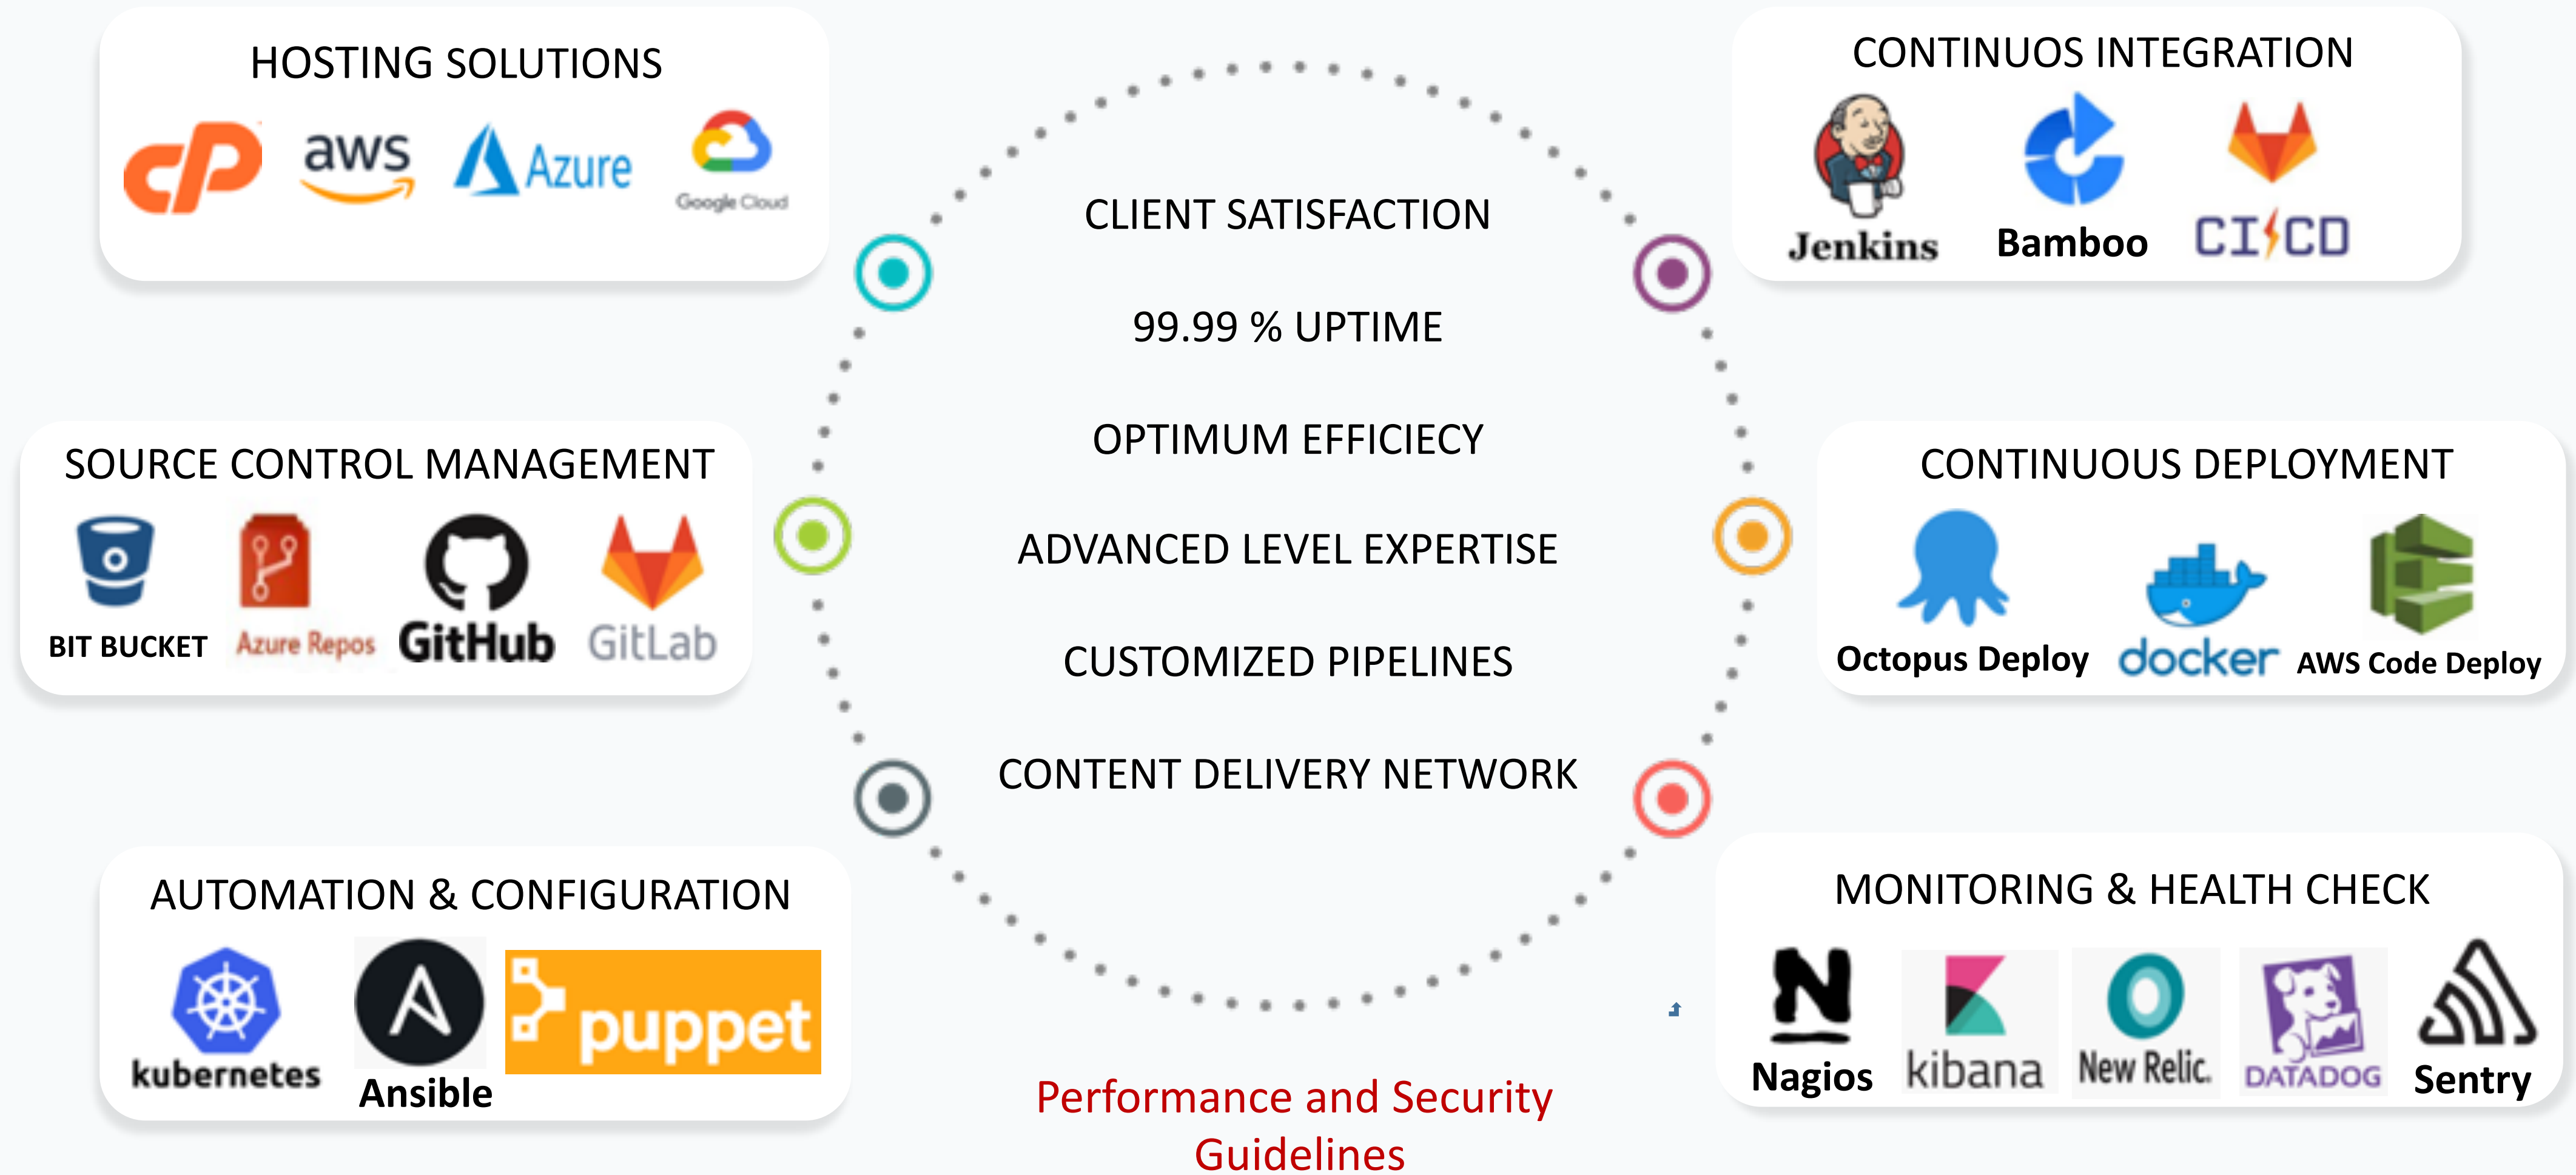 HOSTING SOLUTIONS
cP
aws
Azure
Google Cloud
CONTINUOS INTEGRATION
Jenkins
Bamboo
CI CD
CLIENT SATISFACTION
99.99 % UPTIME
OPTIMUM EFFICIECY
ADVANCED LEVEL EXPERTISE
CUSTOMIZED PIPELINES
CONTENT DELIVERY NETWORK
SOURCE CONTROL MANAGEMENT
BIT BUCKET
Azure Repos
GitHub
GitLab
CONTINUOUS DEPLOYMENT
Octopus Deploy
docker
AWS Code Deploy
AUTOMATION & CONFIGURATION
kubernetes
A
Ansible
puppet
MONITORING & HEALTH CHECK
N
Nagios
kibana
New Relic.
DATADOG
Sentry
Performance and Security
Guidelines